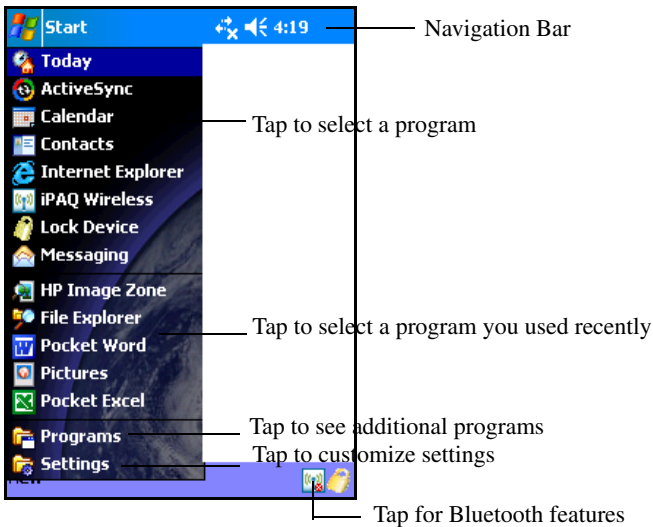 Start 4:19 Navigation Bar
Today
ActiveSync
Calendar
Tap to select a program
Contacts
Internet Explorer
iPAQ Wireless
Lock Device
Messaging
HP Image Zone
File Explorer
Tap to select a program you used recently
Pocket Word
Pictures
Pocket Excel
Tap to see additional programs
Programs
Tap to customize settings
Settings
Tap for Bluetooth features